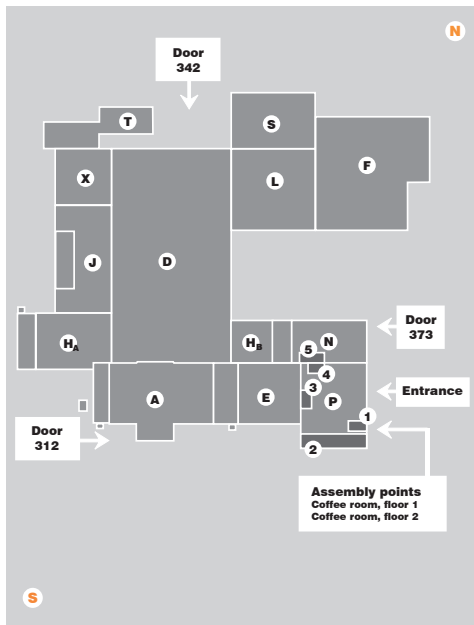 N
Door
342
T
S
F
X
L
J
D
Door
373
HA
HB
N
5
4
3
Entrance
A
E
P
1
Door
312
2
Assembly points
Coffee room, floor 1
Coffee room, floor 2
S